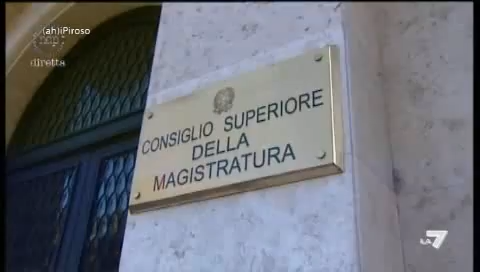 (ah)iPiroso
diretta
CONSIGLIO SUPERIORE
DELLA
MAGISTRATURA
LA7